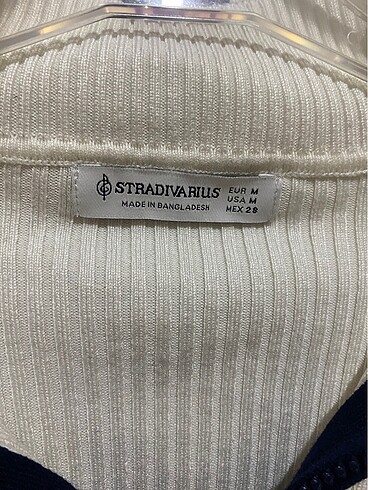 STRADIVARIUS
MADE IN BANGLADESH
EUR M
USA M
MEX 28